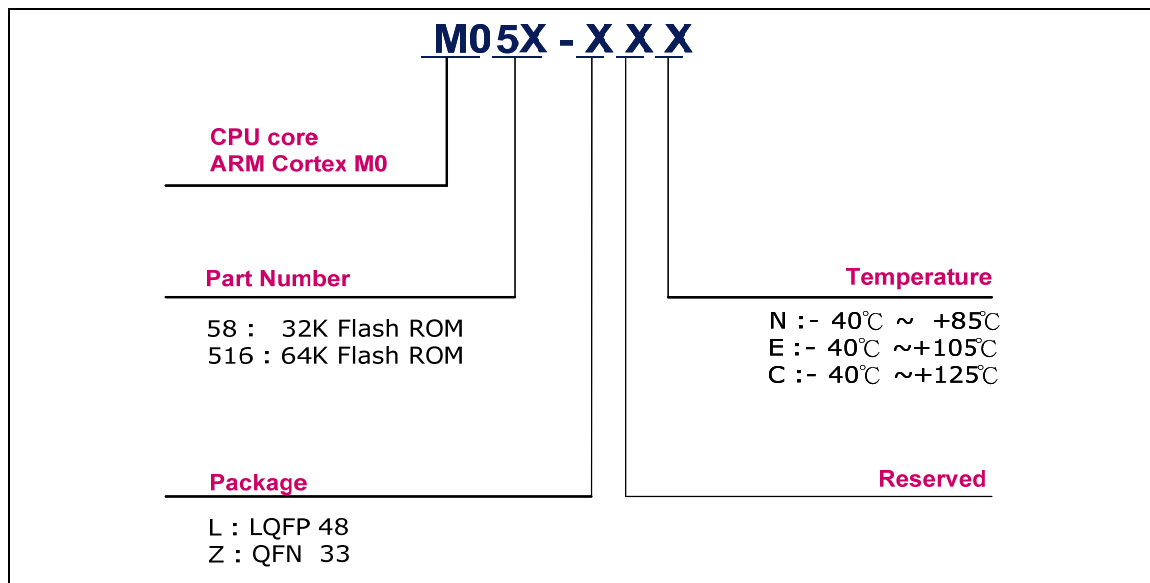 M05X - X X X
CPU core
ARM Cortex M0
Part Number
58 : 32K Flash ROM
516 : 64K Flash ROM
Temperature
N :- 40℃ ~ +85℃
E :- 40℃ ~+105℃
C :- 40℃ ~+125℃
Package
L : LQFP 48
Z : QFN 33
Reserved